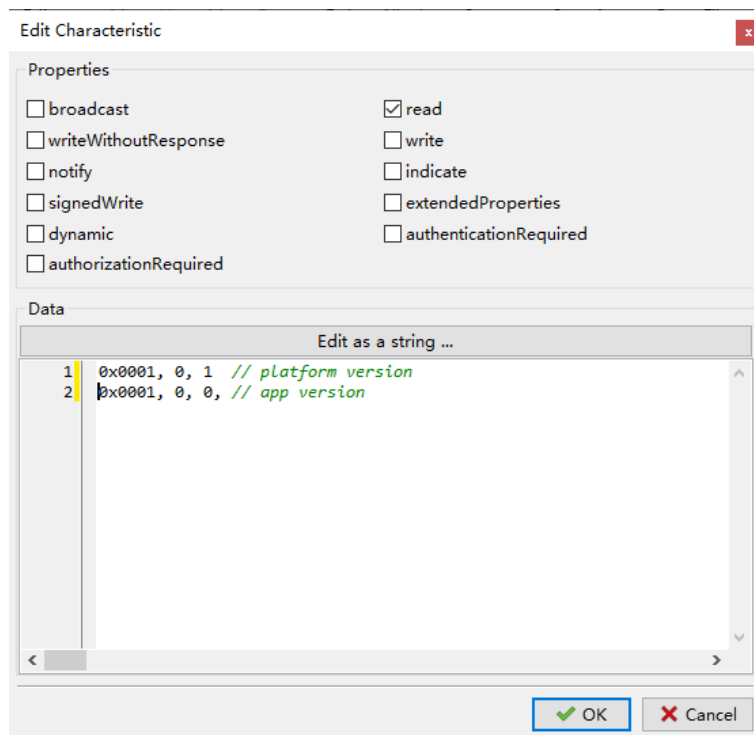 Edit Characteristic
x
Properties
broadcast
read
writeWithoutResponse
write
notify
indicate
signedWrite
extendedProperties
dynamic
authenticationRequired
authorizationRequired
Data
Edit as a string ...
1 0x0001, 0, 1 // platform version
2 0x0001, 0, 0, // app version
OK
Cancel